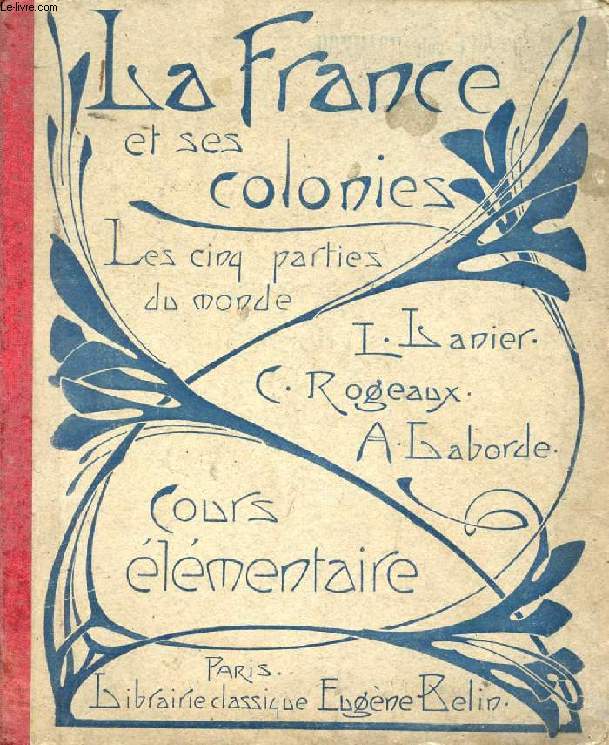 Le-livre.com
La France
et ses
colonies
Les cinq parties
du monde
L. Lanier.
C. Rogeaux.
A. Laborde.
Cours
élémentaire
Paris.
Librairie classique Eugène Belin.